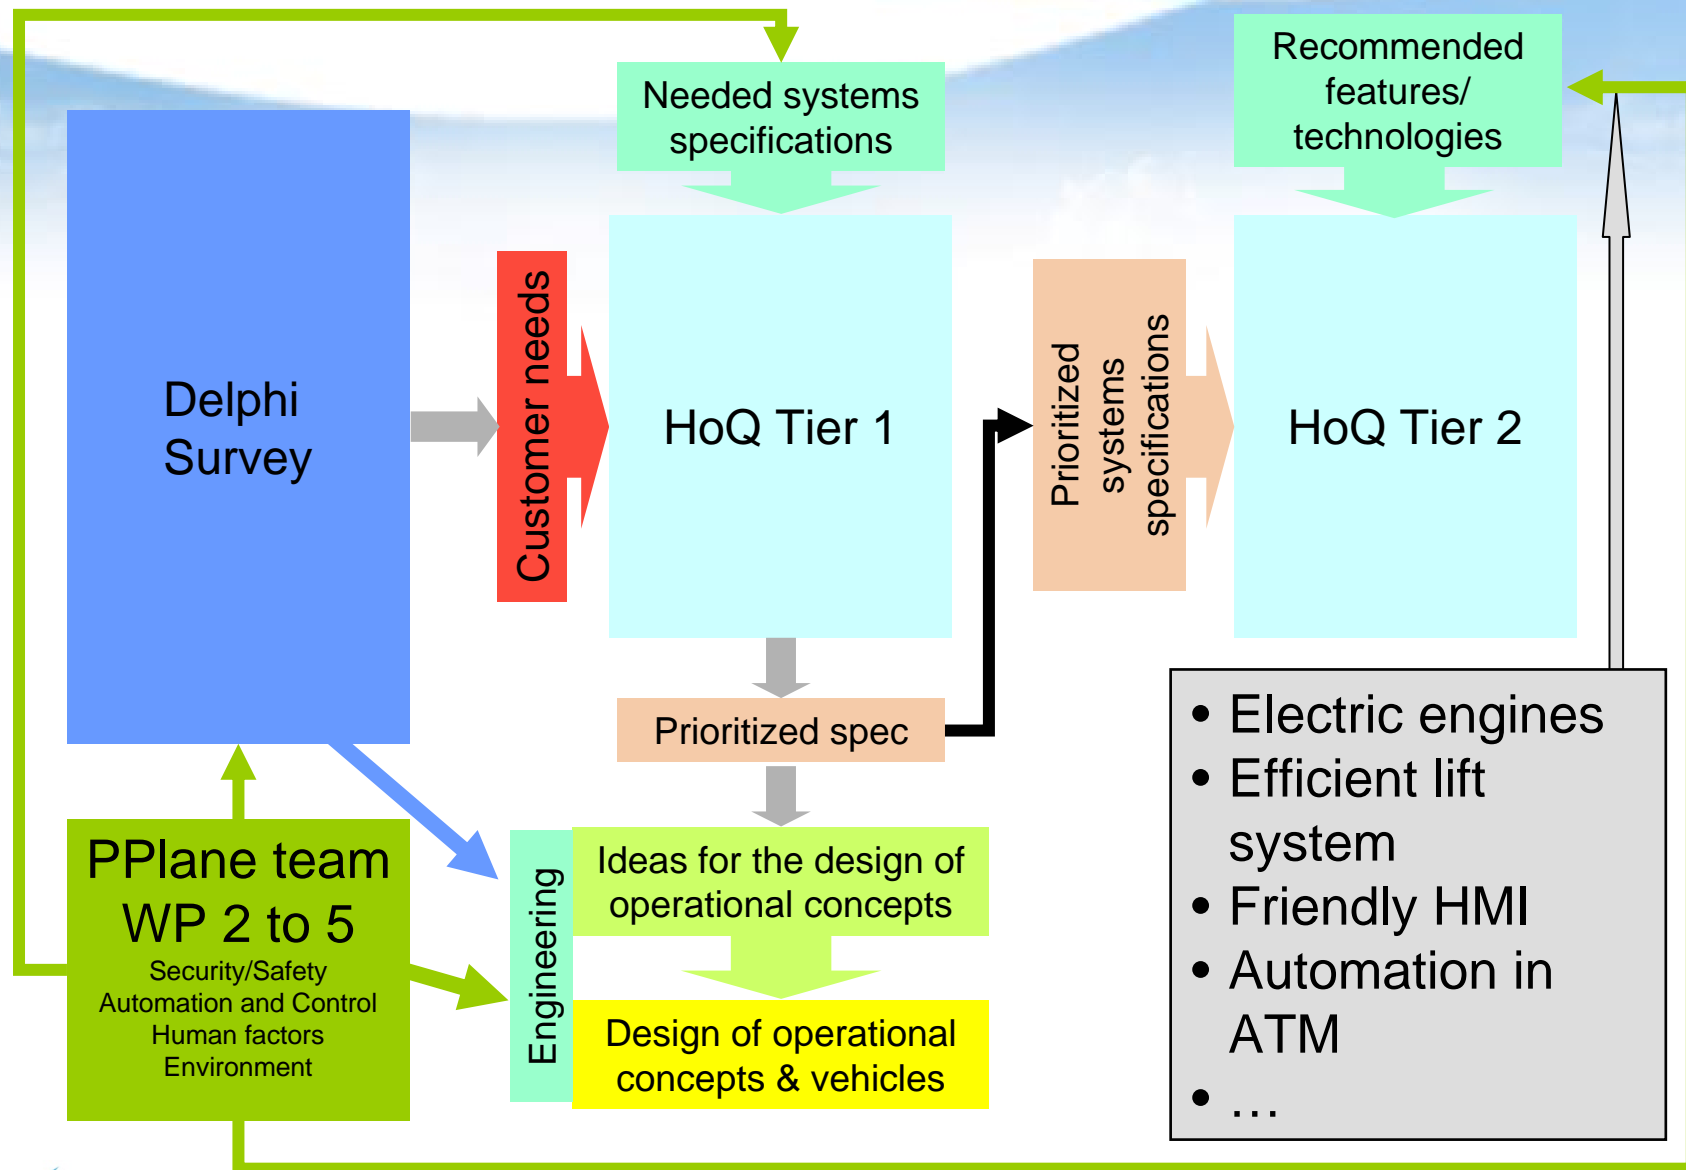 Needed systems
specifications
Recommended
features/
technologies
Delphi
Survey
Customer needs
HoQ Tier 1
Prioritized
systems
specifications
HoQ Tier 2
Prioritized spec
PPlane team
WP 2 to 5
Security/Safety
Automation and Control
Human factors
Environment
Engineering
Ideas for the design of
operational concepts
Design of operational
concepts & vehicles
• Electric engines
• Efficient lift
system
• Friendly HMI
• Automation in
ATM
• …